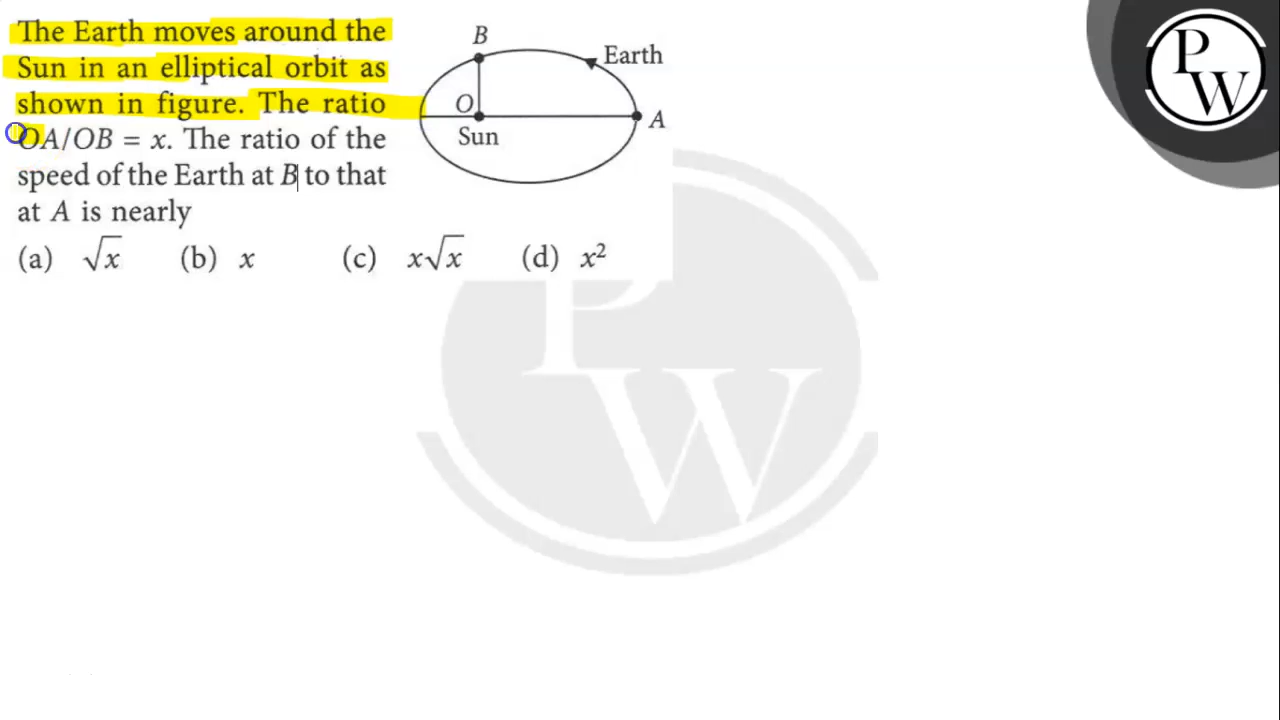 The Earth moves around the
Sun in an elliptical orbit as
shown in figure. The ratio
OA/OB = x. The ratio of the
speed of the Earth at B to that
at A is nearly
(a) √x (b) x (c) x√x (d) x²
B
Earth
O
A
Sun
P
W
P
W